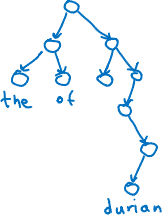 the of
durian